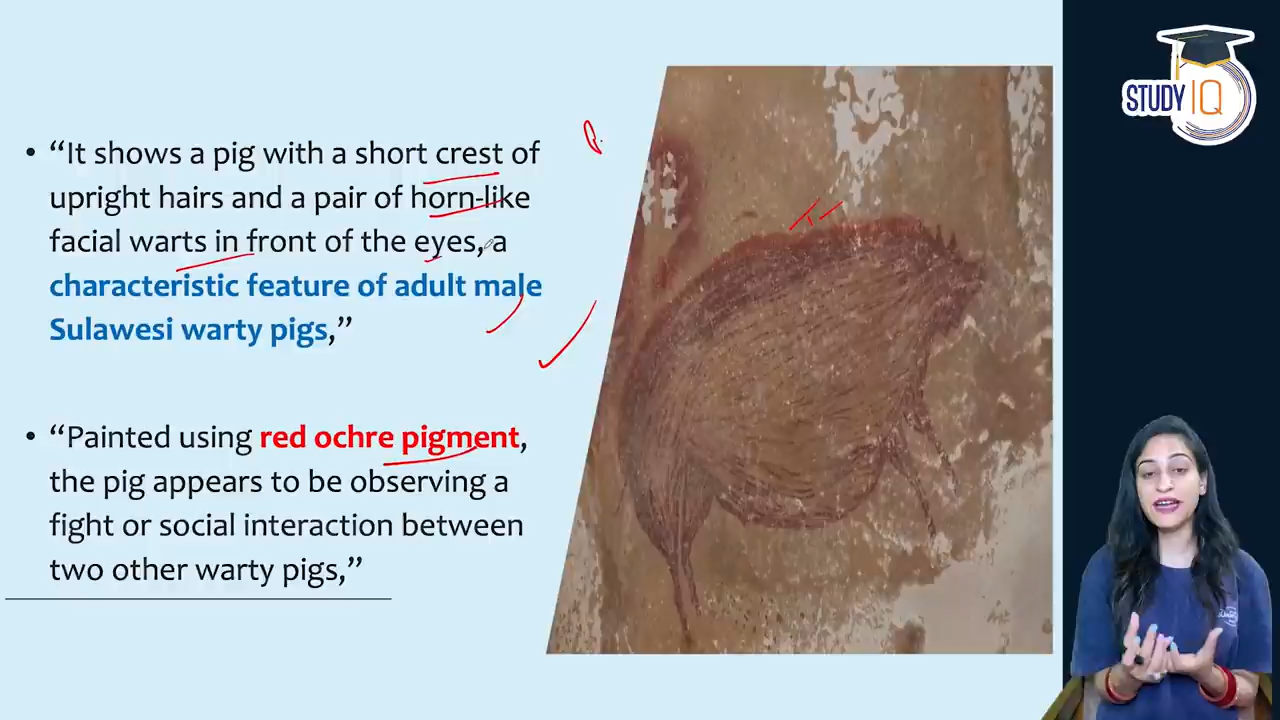 • “It shows a pig with a short crest of
upright hairs and a pair of horn-like
facial warts in front of the eyes, a
characteristic feature of adult male
Sulawesi warty pigs,”
• “Painted using red ochre pigment,
the pig appears to be observing a
fight or social interaction between
two other warty pigs,”
STUDY IQ